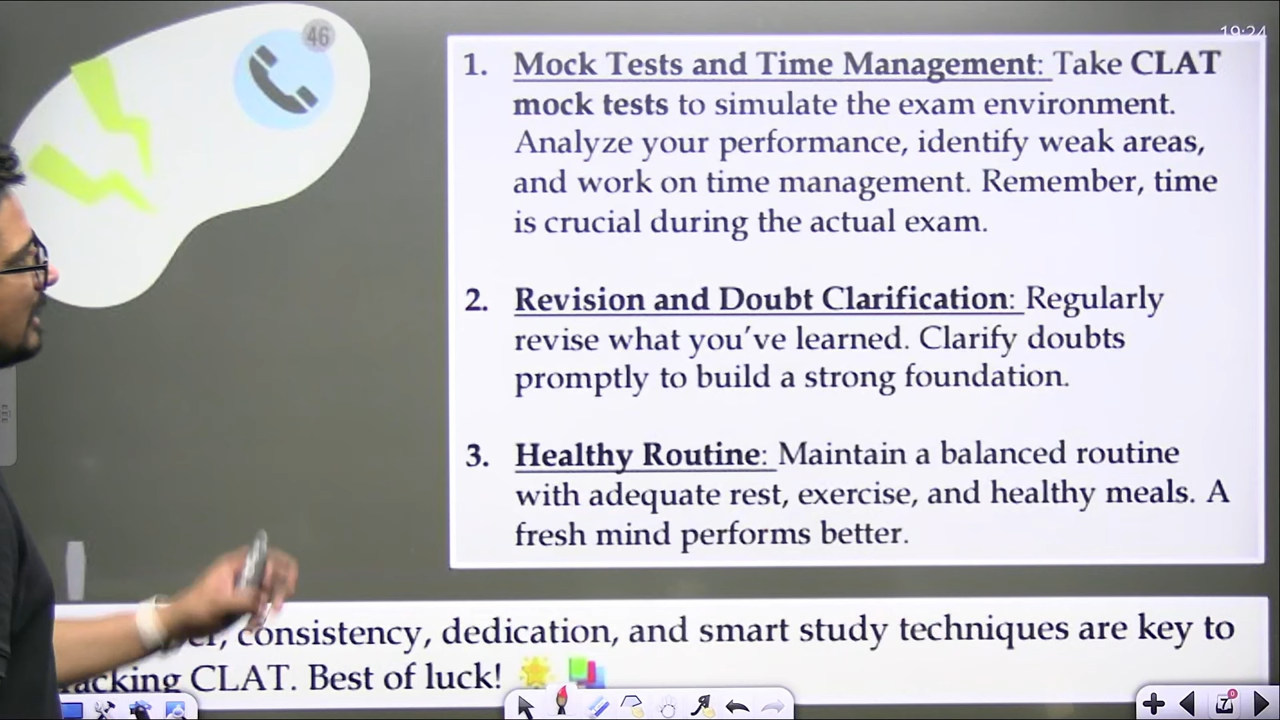 46
19:24
1. Mock Tests and Time Management: Take CLAT
mock tests to simulate the exam environment.
Analyze your performance, identify weak areas,
and work on time management. Remember, time
is crucial during the actual exam.
2. Revision and Doubt Clarification: Regularly
revise what you've learned. Clarify doubts
promptly to build a strong foundation.
3. Healthy Routine: Maintain a balanced routine
with adequate rest, exercise, and healthy meals. A
fresh mind performs better.
consistency, dedication, and smart study techniques are key to
CLAT. Best of luck!